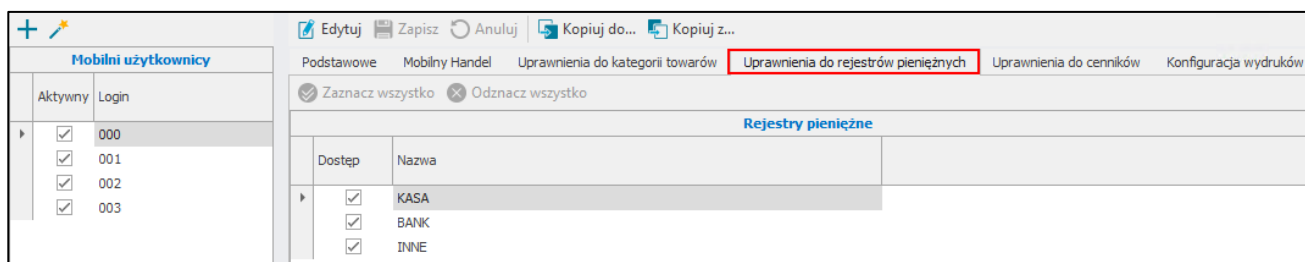 Edytuj Zapisz Anuluj Kopiuj do... Kopiuj z...
Mobilni użytkownicy
Podstawowe Mobilny Handel Uprawnienia do kategorii towarów Uprawnienia do rejestrów pieniężnych Uprawnienia do cenników Konfiguracja wydruków
Aktywny Login
Zaznacz wszystko Odznacz wszystko
Rejestry pieniężne
000
001
002
003
Dostęp Nazwa
KASA
BANK
INNE